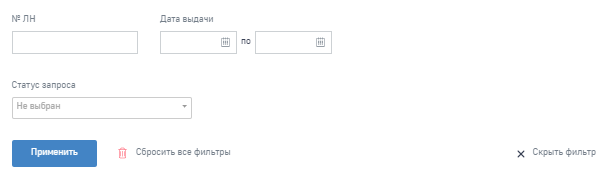 № ЛН Дата выдачи
по
Статус запроса
Не выбран
Применить Сбросить все фильтры Скрыть фильтр